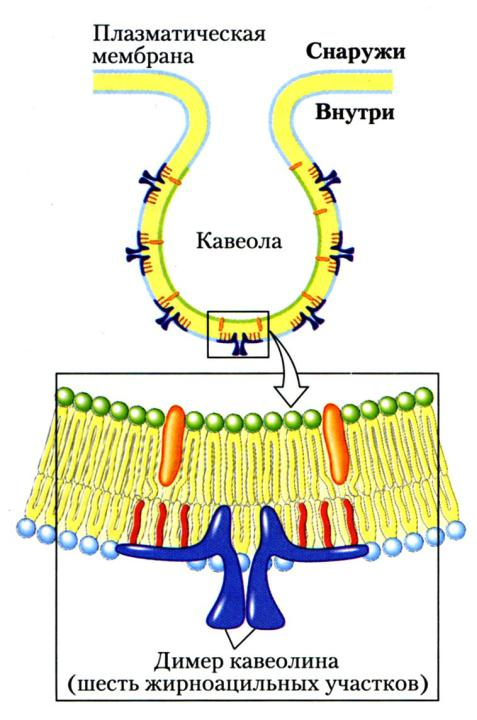 Плазматическая
мембрана
Снаружи
Внутри
Кавеола
Димер кавеолина
(шесть жирноацильных участков)